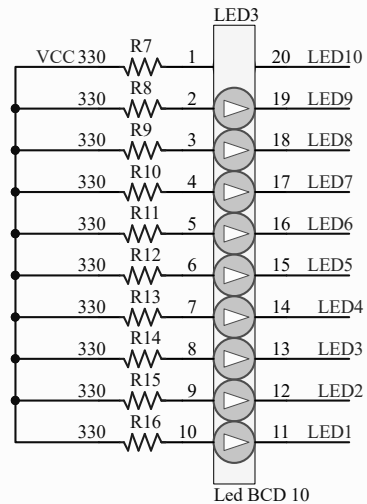 LED3
VCC 330 R7 1 20 LED10
330 R8 2 19 LED9
330 R9 3 18 LED8
330 R10 4 17 LED7
330 R11 5 16 LED6
330 R12 6 15 LED5
330 R13 7 14 LED4
330 R14 8 13 LED3
330 R15 9 12 LED2
330 R16 10 11 LED1
Led BCD 10